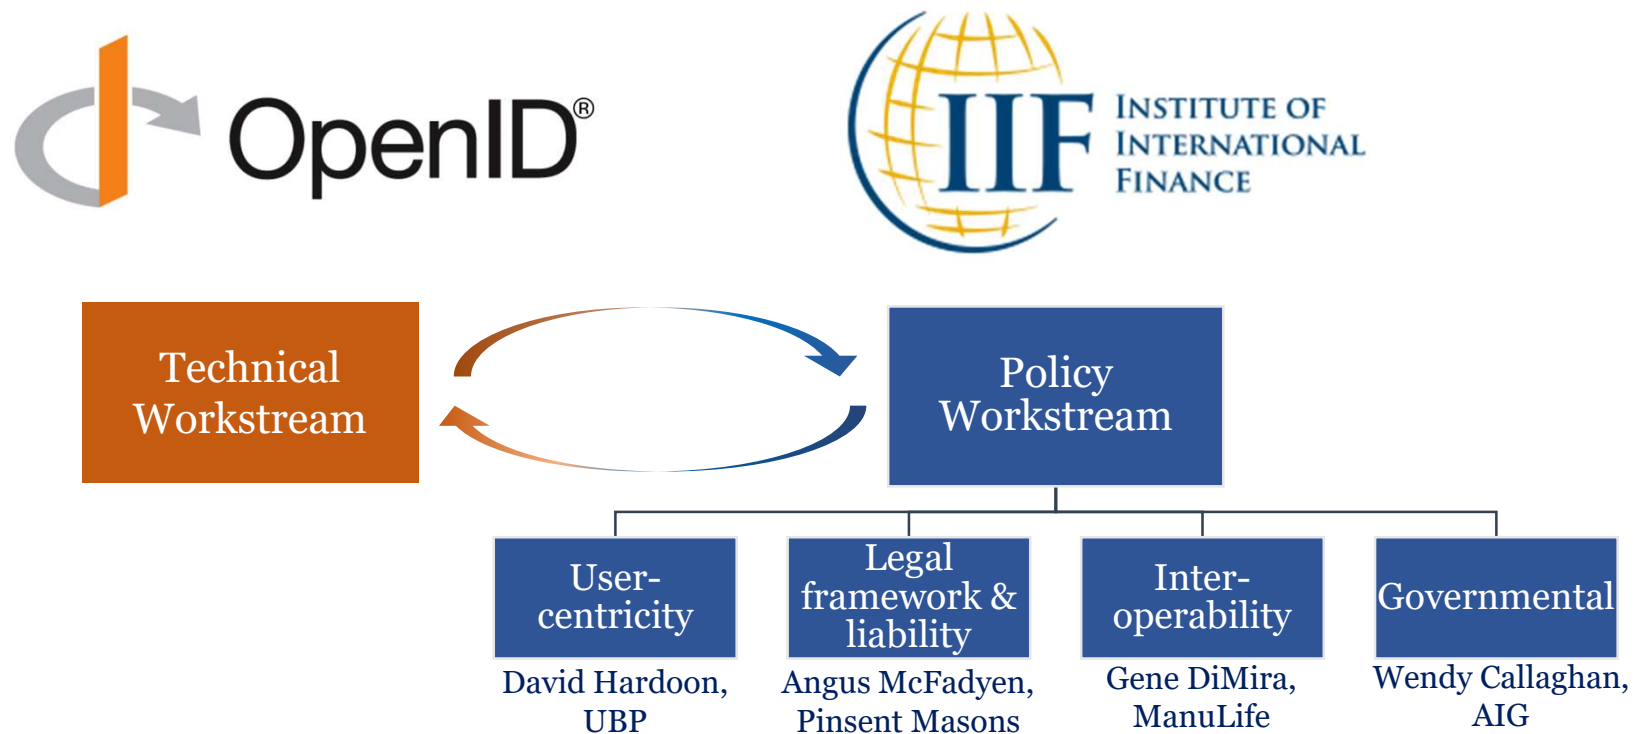 OpenID®
IIF
INSTITUTE OF
INTERNATIONAL
FINANCE
Technical
Workstream
Policy
Workstream
User-
centricity
David Hardoon,
UBP
Legal
framework &
liability
Angus McFadyen,
Pinsent Masons
Inter-
operability
Gene DiMira,
ManuLife
Governmental
Wendy Callaghan,
AIG